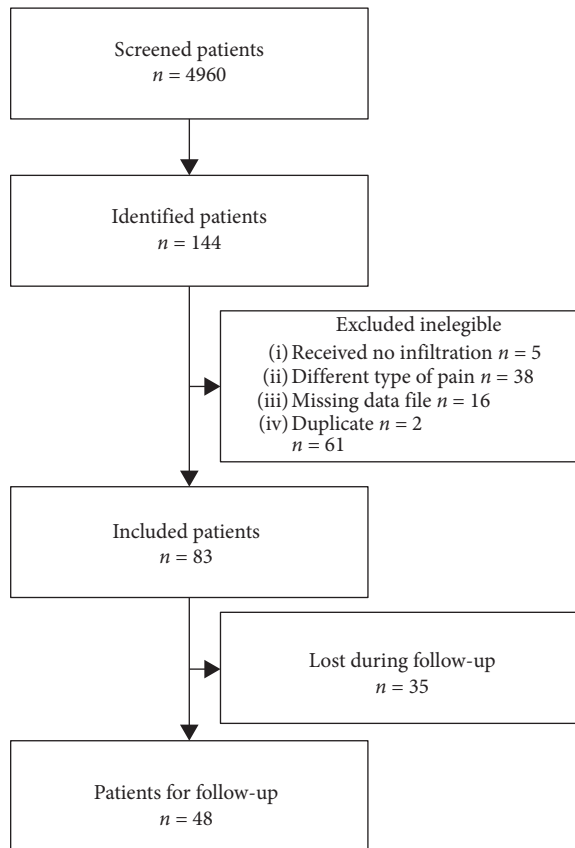 Screened patients
n = 4960
Identified patients
n = 144
Excluded inelegible
(i) Received no infiltration n = 5
(ii) Different type of pain n = 38
(iii) Missing data file n = 16
(iv) Duplicate n = 2
n = 61
Included patients
n = 83
Lost during follow-up
n = 35
Patients for follow-up
n = 48